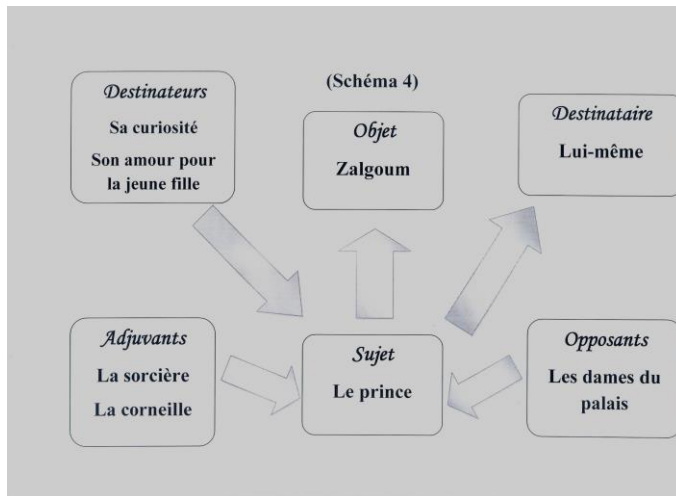 (Schéma 4)
Destinateurs
Sa curiosité
Son amour pour
la jeune fille
Objet
Zalgoum
Destinataire
Lui-même
Adjuvants
La sorcière
La corneille
Sujet
Le prince
Opposants
Les dames du
palais